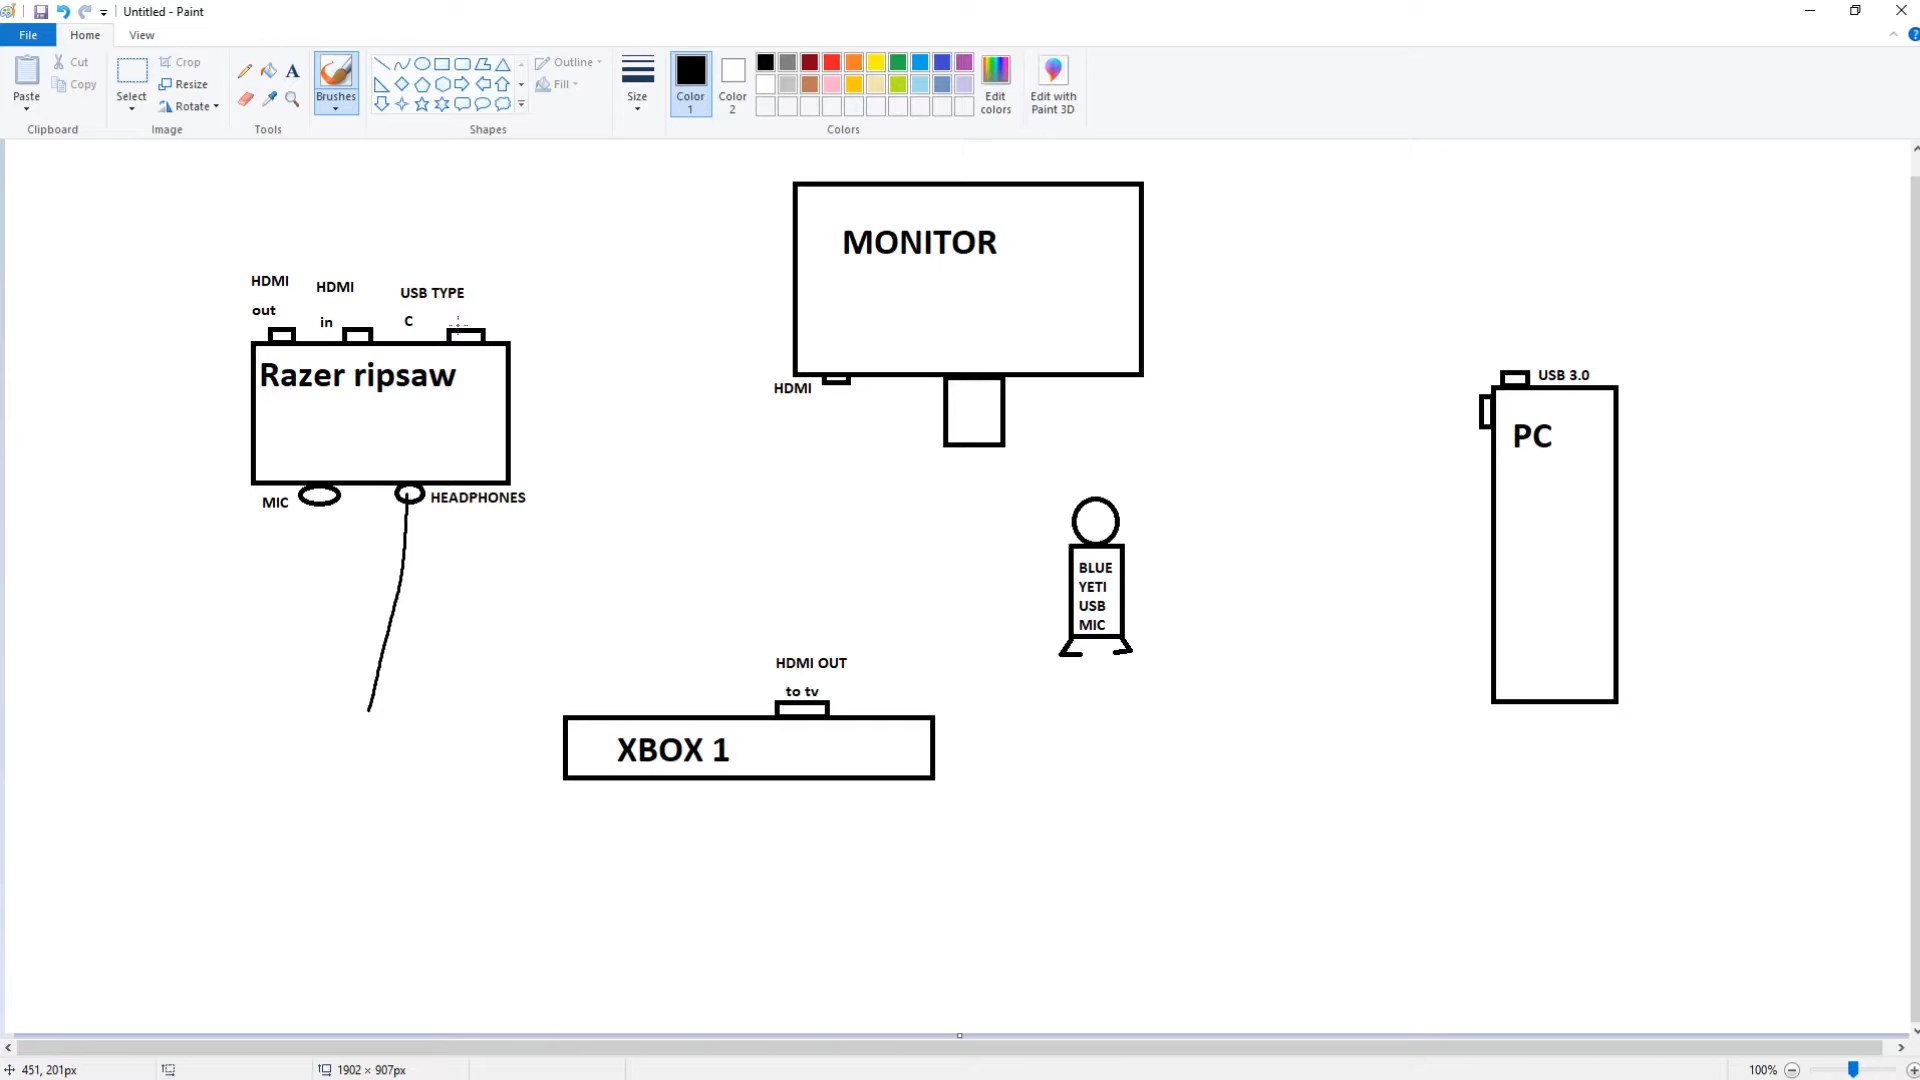 Untitled - Paint
File Home View
Paste
Cut
Copy
Clipboard
Select
Crop
Resize
Rotate
Image
Tools
Brushes
Outline
Fill
Shapes
Size
Color 1
Color 2
Edit colors
Colors
Edit with Paint 3D
MONITOR
HDMI
HDMI
out
HDMI
in
USB TYPE
C
Razer ripsaw
MIC
HEADPHONES
USB 3.0
PC
BLUE
YETI
USB
MIC
HDMI OUT
to tv
XBOX 1
451, 201px
1902 × 907px
100%